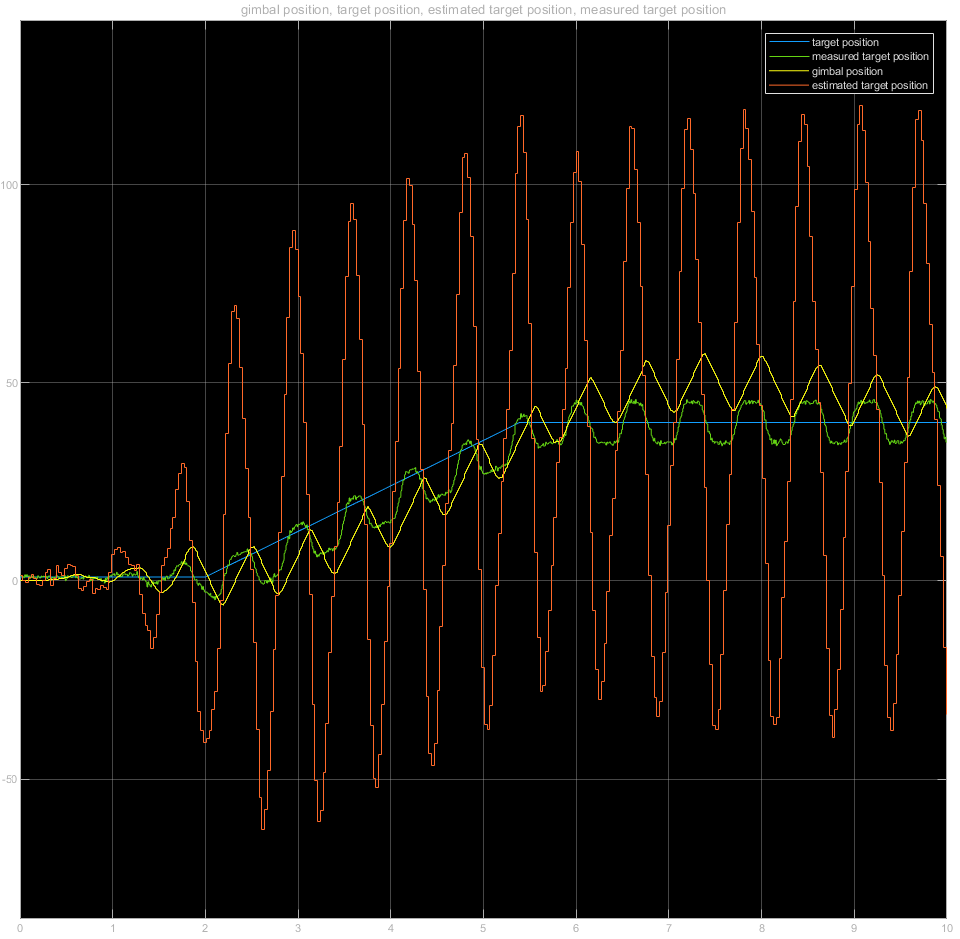 gimbal position, target position, estimated target position, measured target position
target position
measured target position
gimbal position
estimated target position
100
50
0
-50
0 1 2 3 4 5 6 7 8 9 10